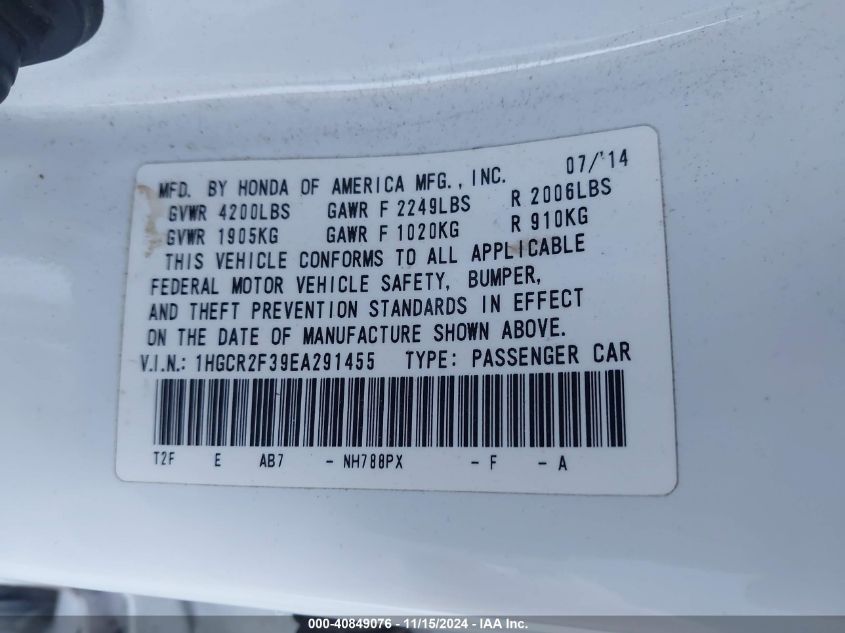 07/'14
MFD. BY HONDA OF AMERICA MFG., INC.
GVWR 4200LBS GAWR F 2249LBS R 2006LBS
GVWR 1905KG GAWR F 1020KG R 910KG
THIS VEHICLE CONFORMS TO ALL APPLICABLE
FEDERAL MOTOR VEHICLE SAFETY, BUMPER,
AND THEFT PREVENTION STANDARDS IN EFFECT
ON THE DATE OF MANUFACTURE SHOWN ABOVE.
V.I.N.: 1HGCR2F39EA291455 TYPE: PASSENGER CAR
T2F E AB7 - NH788PX - F - A
000-40849076 - 11/15/2024 - IAA Inc.